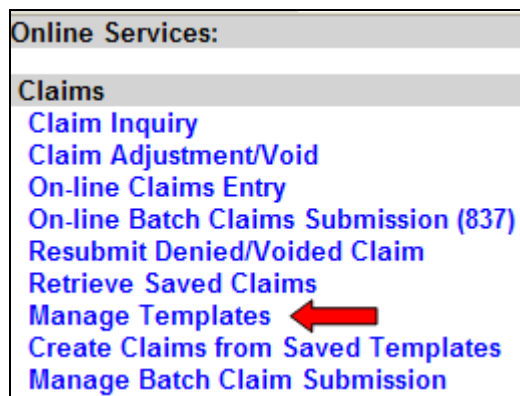 Online Services:
Claims
Claim Inquiry
Claim Adjustment/Void
On-line Claims Entry
On-line Batch Claims Submission (837)
Resubmit Denied/Voided Claim
Retrieve Saved Claims
Manage Templates
Create Claims from Saved Templates
Manage Batch Claim Submission